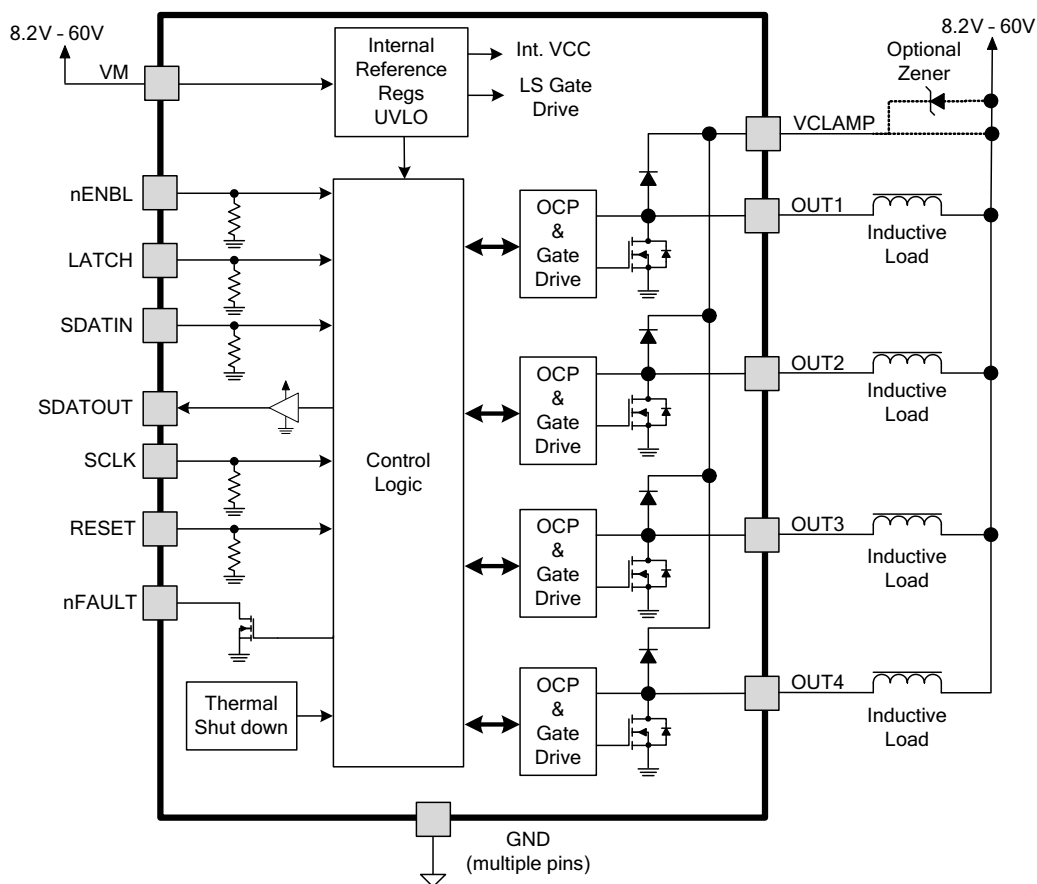 8.2V – 60V
VM
Internal
Reference
Regs
UVLO
Int. VCC
LS Gate
Drive
8.2V – 60V
Optional
Zener
VCLAMP
nENBL
LATCH
SDATIN
SDATOUT
SCLK
RESET
nFAULT
Thermal
Shut down
Control
Logic
OCP
&
Gate
Drive
OUT1
Inductive
Load
OCP
&
Gate
Drive
OUT2
Inductive
Load
OCP
&
Gate
Drive
OUT3
Inductive
Load
OCP
&
Gate
Drive
OUT4
Inductive
Load
GND
(multiple pins)